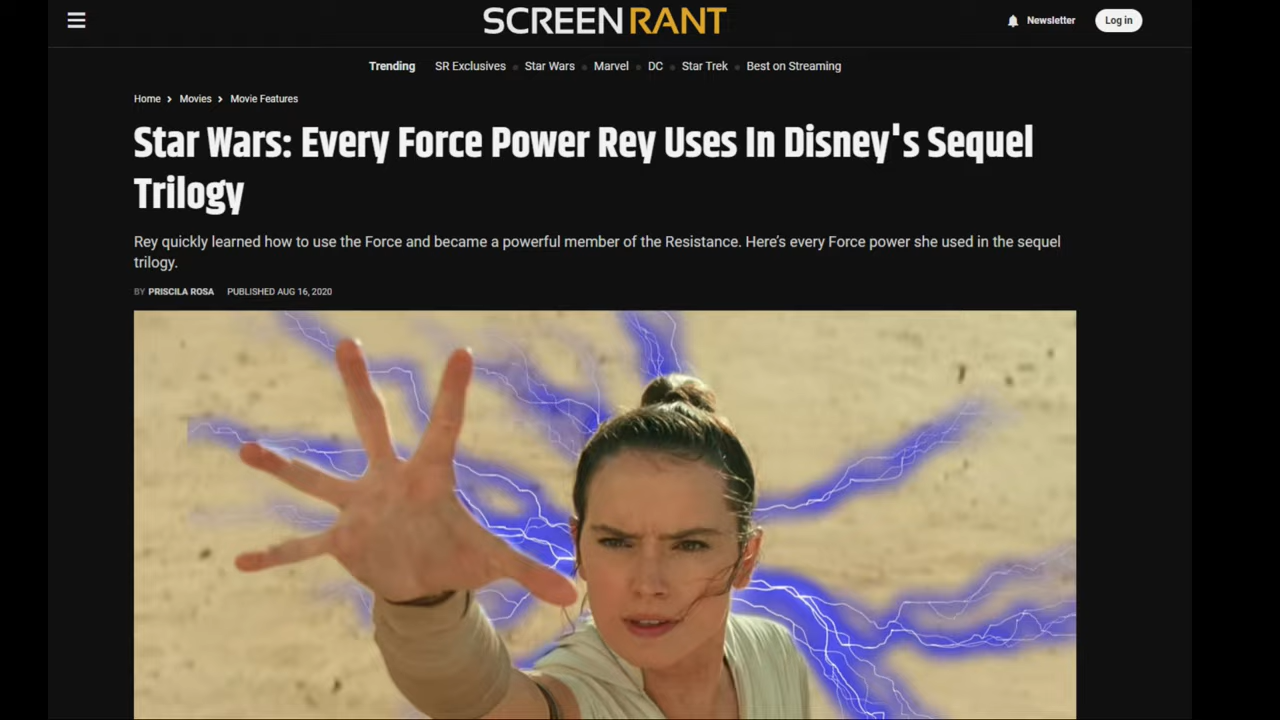 SCREENRANT
Newsletter
Log in
Trending SR Exclusives Star Wars Marvel DC Star Trek Best on Streaming
Home > Movies > Movie Features
Star Wars: Every Force Power Rey Uses In Disney's Sequel
Trilogy
Rey quickly learned how to use the Force and became a powerful member of the Resistance. Here's every Force power she used in the sequel
trilogy.
BY PRISCILA ROSA PUBLISHED AUG 16, 2020